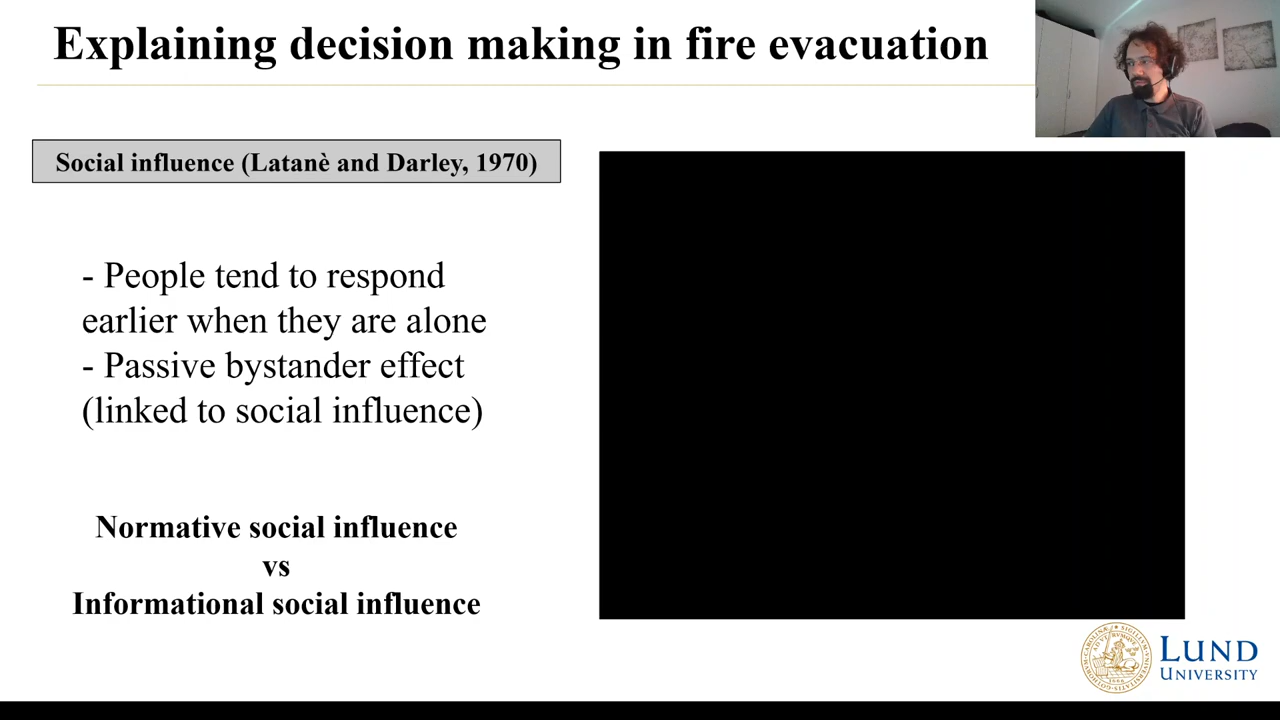 Explaining decision making in fire evacuation
Social influence (Latanè and Darley, 1970)
- People tend to respond
earlier when they are alone
- Passive bystander effect
(linked to social influence)
Normative social influence
vs
Informational social influence
LUND
UNIVERSITY